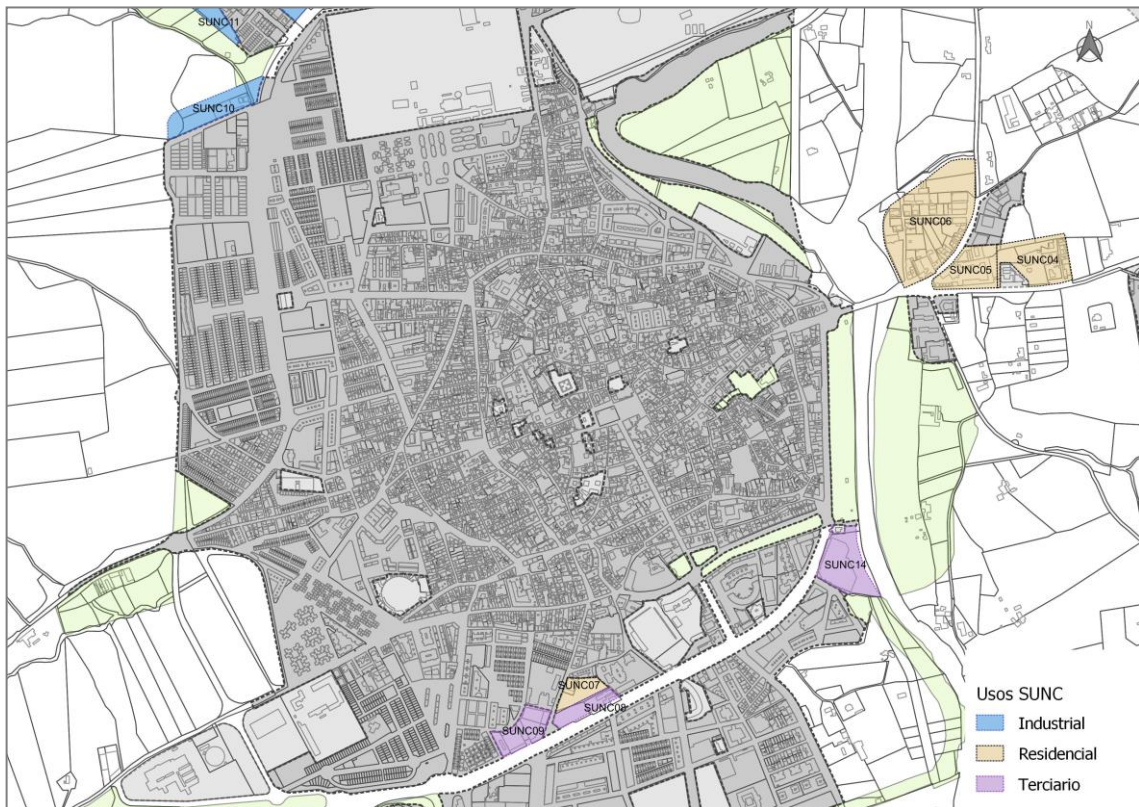 SUNC11
N
SUNC10
SUNC06
SUNC05
SUNC04
SUNC14
SUNC07
SUNC08
SUNC09
Usos SUNC
Industrial
Residencial
Terciario